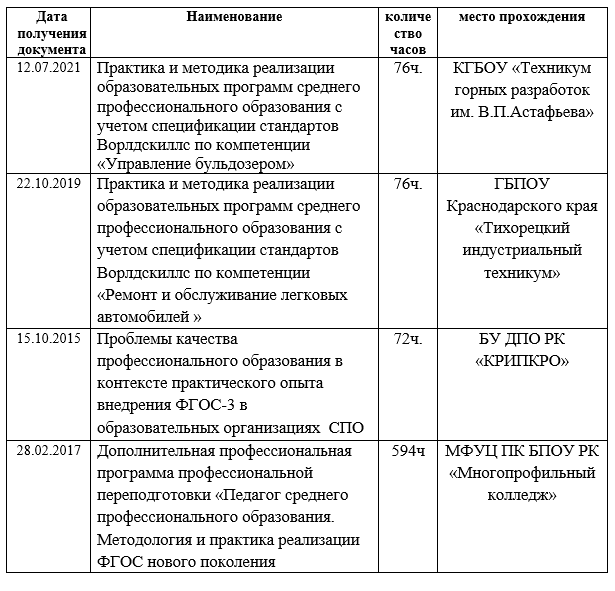 Дата
получения
документа
Наименование
количе
ство
часов
место прохождения
12.07.2021
Практика и методика реализации
образовательных программ среднего
профессионального образования с
учетом спецификации стандартов
Ворлдскиллс по компетенции
«Управление бульдозером»
76ч.
КГБОУ «Техникум
горных разработок
им. В.П.Астафьева»
22.10.2019
Практика и методика реализации
образовательных программ среднего
профессионального образования с
учетом спецификации стандартов
Ворлдскиллс по компетенции
«Ремонт и обслуживание легковых
автомобилей »
76ч.
ГБПОУ
Краснодарского края
«Тихорецкий
индустриальный
техникум»
15.10.2015
Проблемы качества
профессионального образования в
контексте практического опыта
внедрения ФГОС-3 в
образовательных организациях СПО
72ч.
БУ ДПО РК
«КРИПКРО»
28.02.2017
Дополнительная профессиональная
программа профессиональной
переподготовки «Педагог среднего
профессионального образования.
Методология и практика реализации
ФГОС нового поколения
594ч
МФУЦ ПК БПОУ РК
«Многопрофильный
колледж»